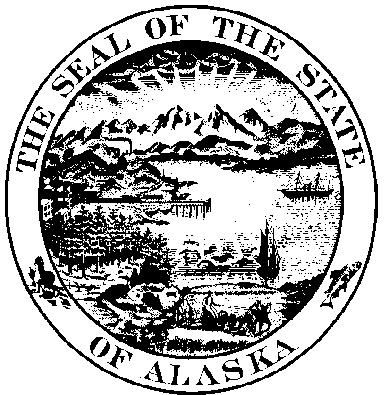 THE SEAL OF THE STATE
OF ALASKA